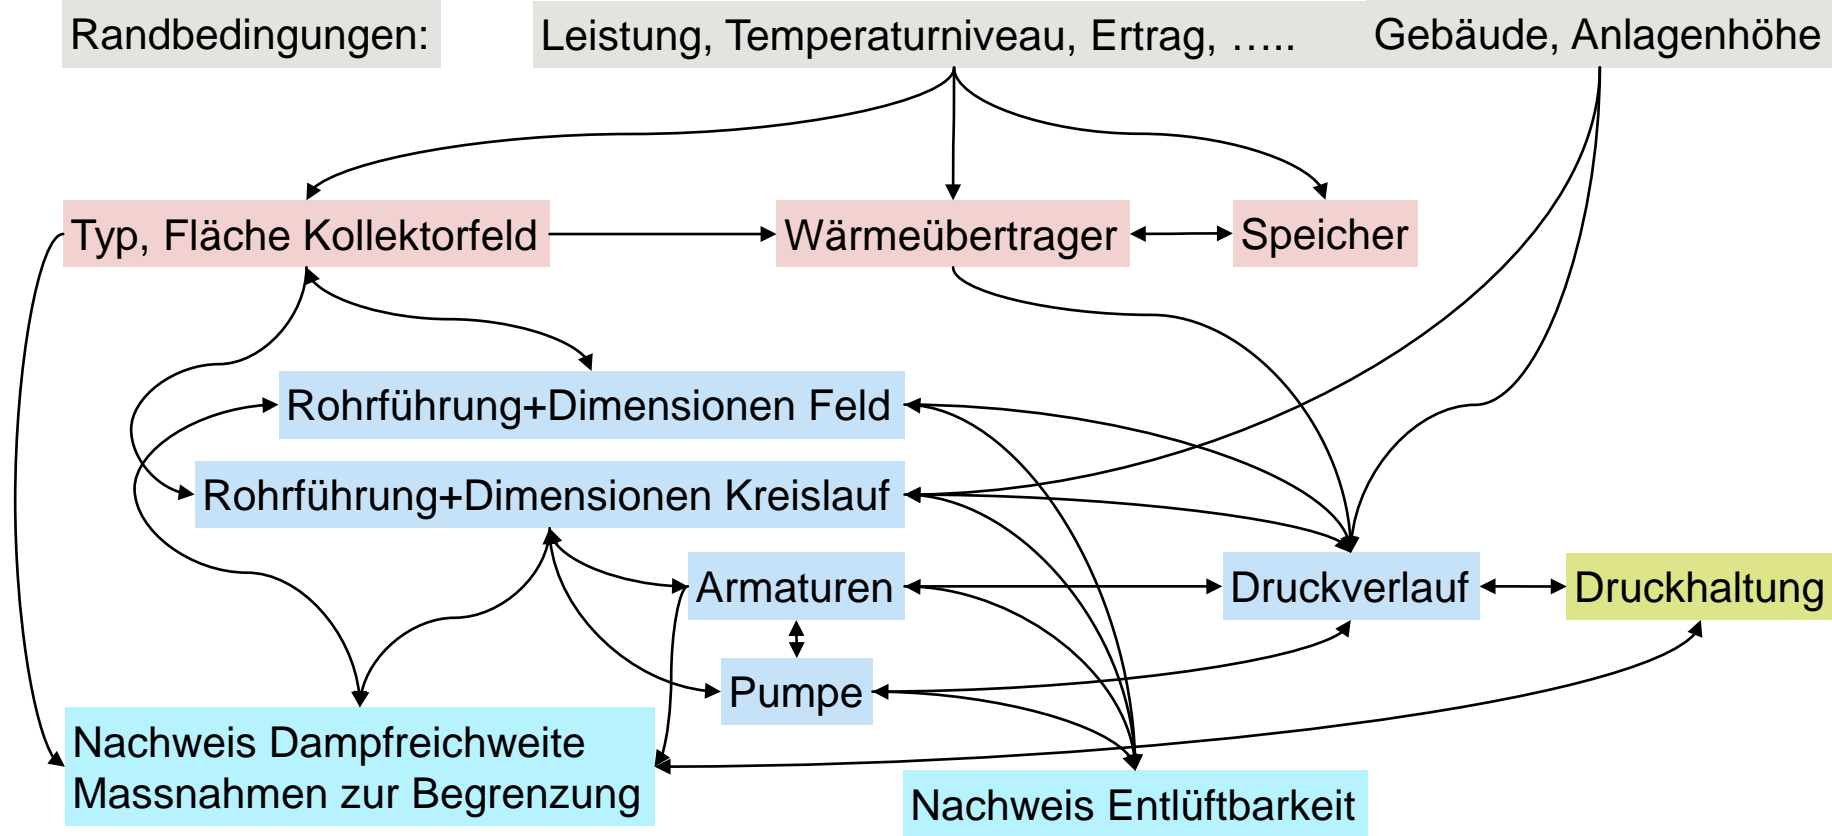 Randbedingungen:
Leistung, Temperaturniveau, Ertrag, …..
Gebäude, Anlagenhöhe
Typ, Fläche Kollektorfeld
Wärmeübertrager
Speicher
Rohrführung+Dimensionen Feld
Rohrführung+Dimensionen Kreislauf
Armaturen
Druckverlauf
Druckhaltung
Pumpe
Nachweis Dampfreichweite
Massnahmen zur Begrenzung
Nachweis Entlüftbarkeit